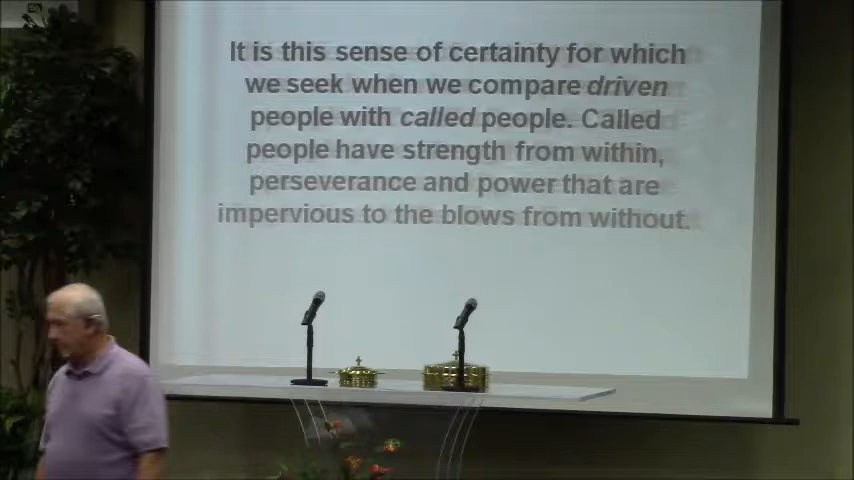 It is this sense of certainty for which
we seek when we compare driven
people with called people. Called
people have strength from within,
perseverance and power that are
impervious to the blows from without.